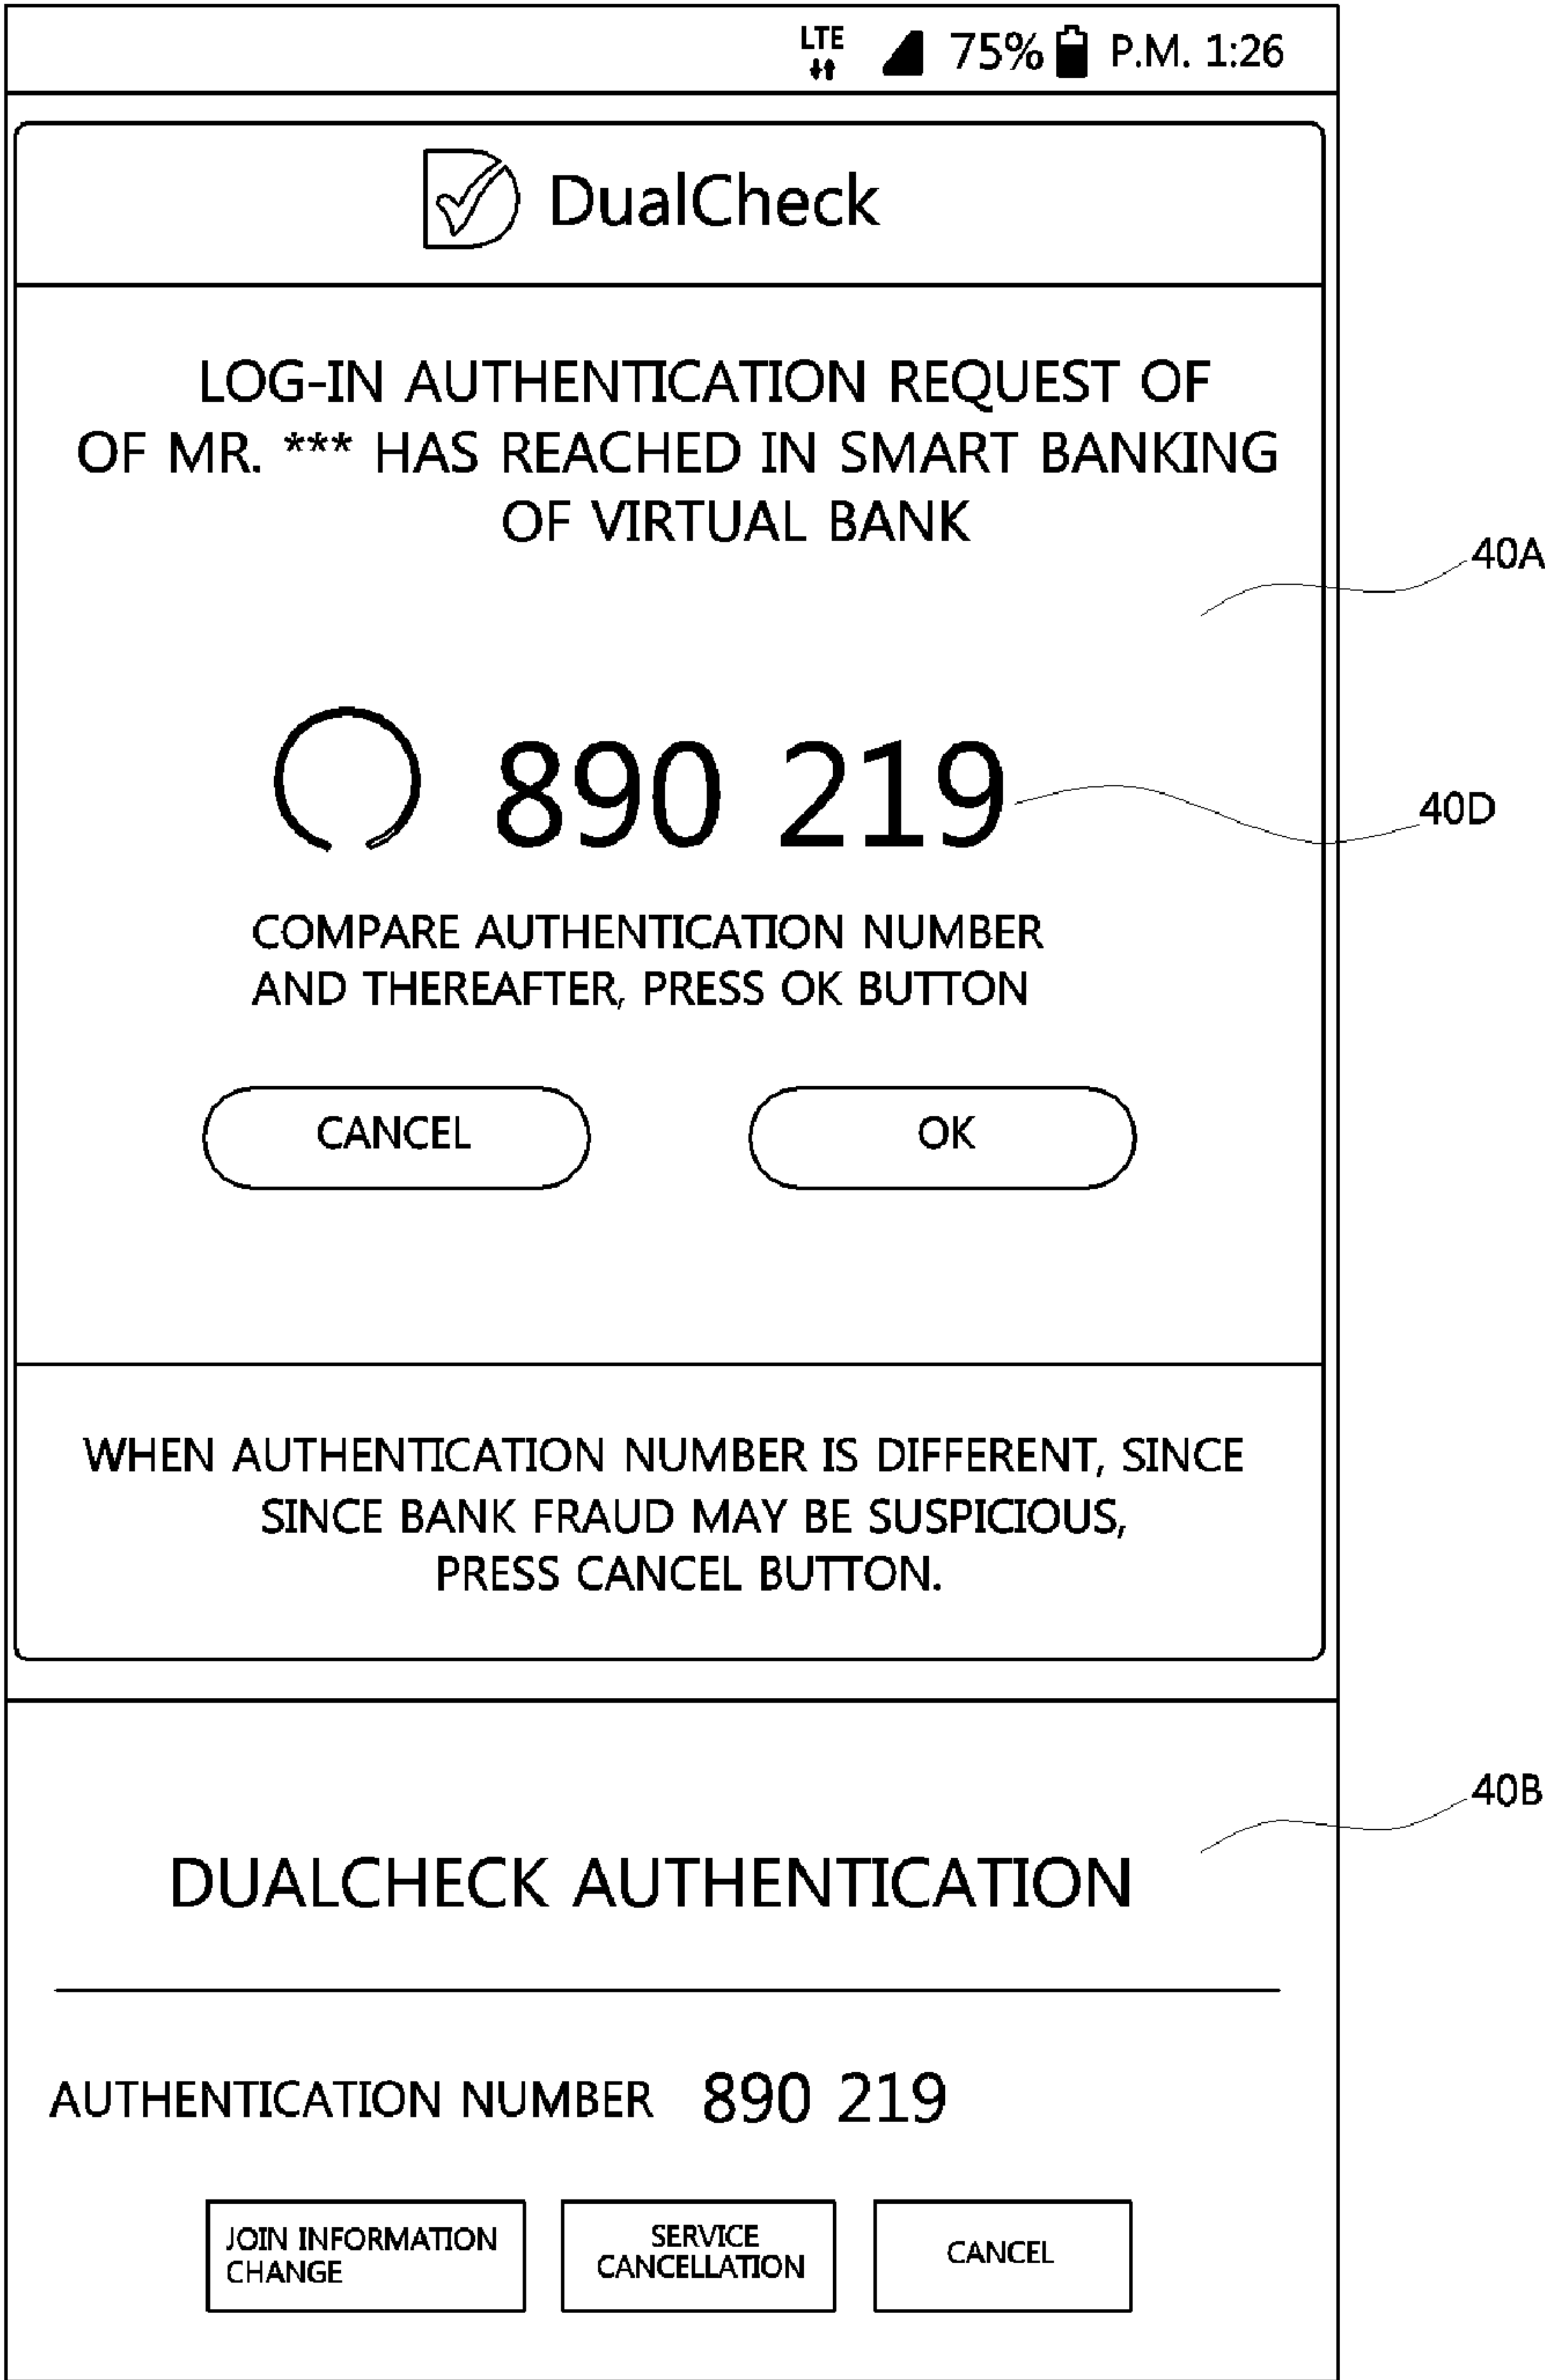 LTE 75% P.M. 1:26
DualCheck
LOG-IN AUTHENTICATION REQUEST OF
OF MR. *** HAS REACHED IN SMART BANKING
OF VIRTUAL BANK
40A
890 219
40D
COMPARE AUTHENTICATION NUMBER
AND THEREAFTER, PRESS OK BUTTON
CANCEL
OK
WHEN AUTHENTICATION NUMBER IS DIFFERENT, SINCE
SINCE BANK FRAUD MAY BE SUSPICIOUS,
PRESS CANCEL BUTTON.
40B
DUALCHECK AUTHENTICATION
AUTHENTICATION NUMBER 890 219
JOIN INFORMATION
CHANGE
SERVICE
CANCELLATION
CANCEL